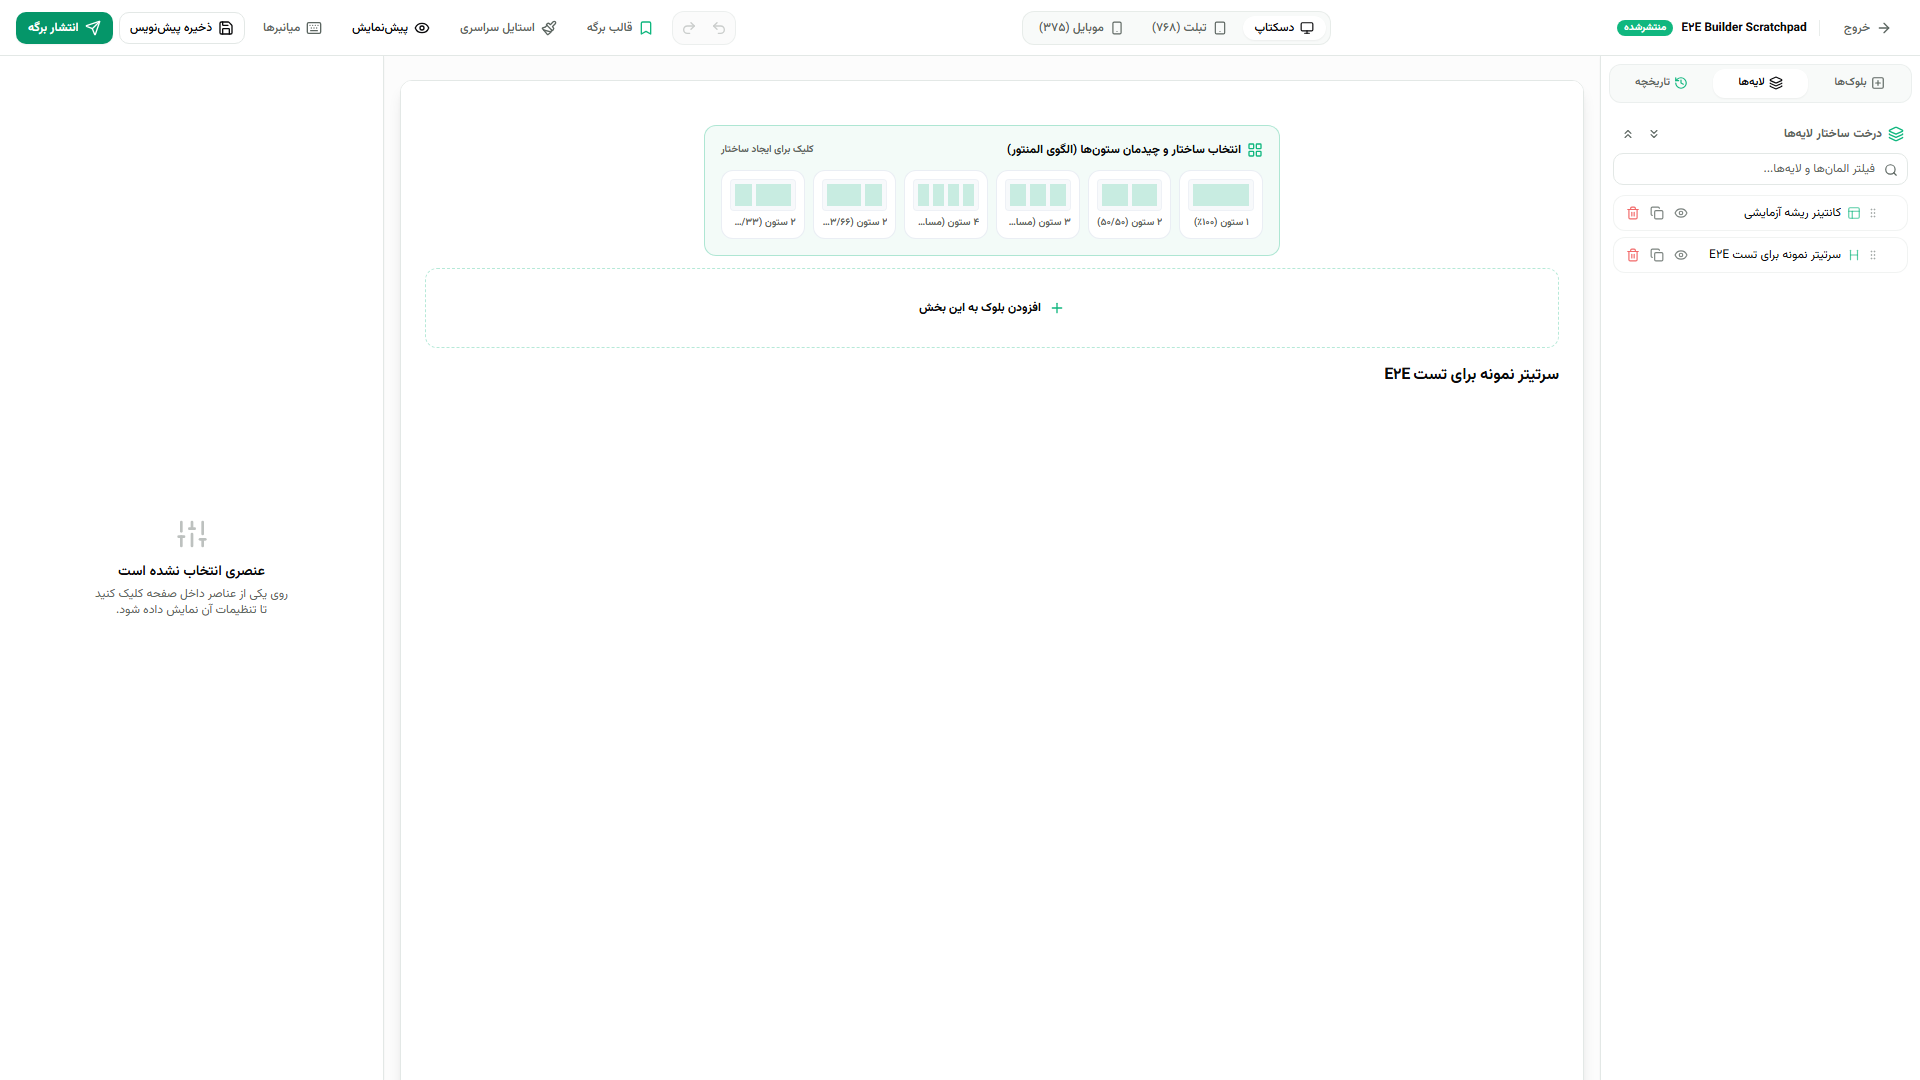 خروج
E۲E Builder Scratchpad
منتشرشده
دسکتاپ
تبلت (۷۶۸)
موبایل (۳۷۵)
قالب برگه
استایل سراسری
پیش‌نمایش
میانبرها
ذخیره پیش‌نویس
انتشار برگه
بلوک‌ها
لایه‌ها
تاریخچه
درخت ساختار لایه‌ها
فیلتر المان‌ها و لایه‌ها...
کانتینر ریشه آزمایشی
سرتیتر نمونه برای تست E۲E
انتخاب ساختار و چیدمان ستون‌ها (الگوی المنتور)
کلیک برای ایجاد ساختار
۱ ستون (۱۰۰٪)
۲ ستون (۵۰/۵۰)
۳ ستون (مسا...
۴ ستون (مسا...
۲ ستون (۳/۶۶...
۲ ستون (۳۳/...
افزودن بلوک به این بخش
سرتیتر نمونه برای تست E۲E
عنصری انتخاب نشده است
روی یکی از عناصر داخل صفحه کلیک کنید
تا تنظیمات آن نمایش داده شود.